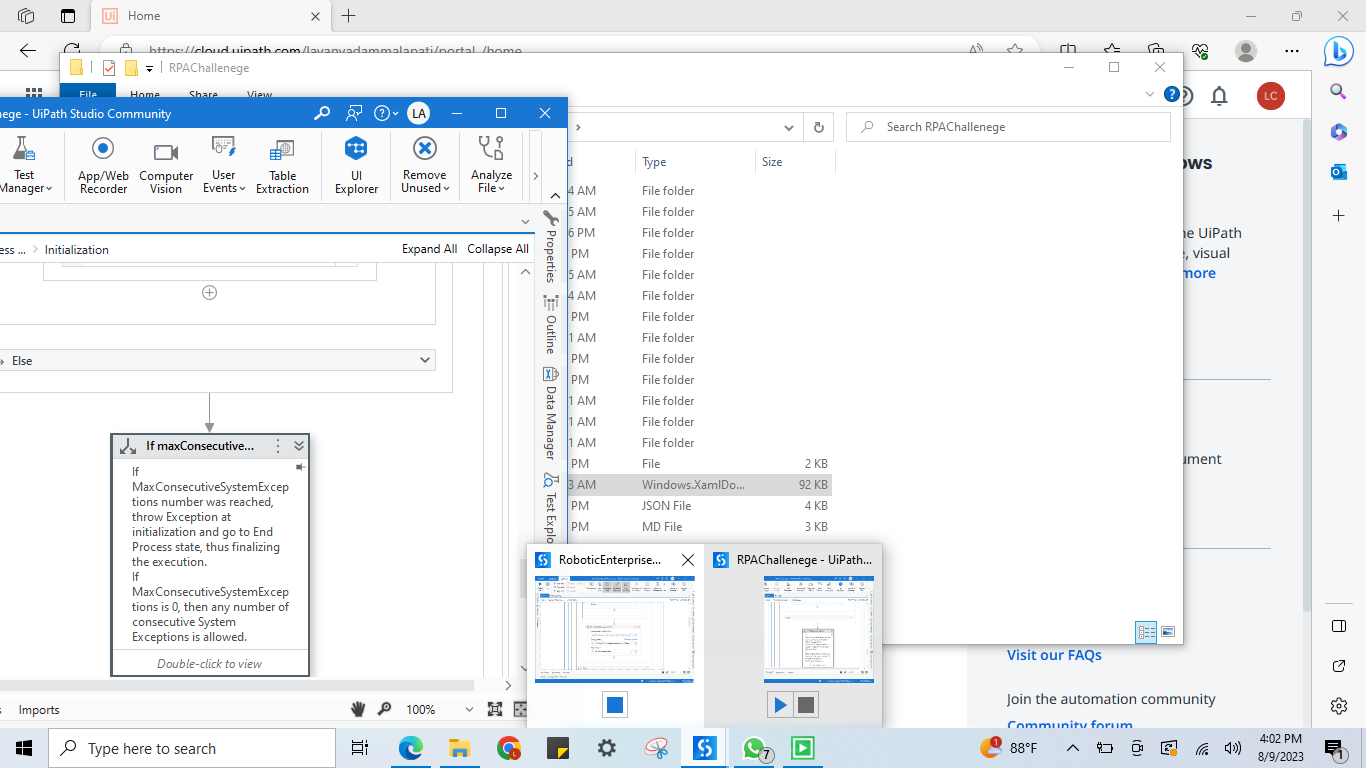 Home
https://cloud.uipath.com/lavanyadammalapati/portal_/home
RPAChallenege
File Home Share View
LC
nege - UiPath Studio Community
LA
Search RPAChallenege
Test Manager
App/Web Recorder
Computer Vision
User Events
Table Extraction
UI Explorer
Remove Unused
Analyze File
Type Size
4 AM File folder
5 AM File folder
6 PM File folder
PM File folder
5 AM File folder
4 AM File folder
PM File folder
1 AM File folder
PM File folder
PM File folder
1 AM File folder
1 AM File folder
1 AM File folder
PM File 2 KB
3 AM Windows.XamlDo... 92 KB
PM JSON File 4 KB
PM MD File 3 KB
ess ... Initialization Expand All Collapse All
Properties
Outline
Data Manager
Test Explo
Else
If maxConsecutive...
If
MaxConsecutiveSystemExcep
tions number was reached,
throw Exception at
initialization and go to End
Process state, thus finalizing
the execution.
If
MaxConsecutiveSystemExcep
tions is 0, then any number of
consecutive System
Exceptions is allowed.
Double-click to view
Imports 100%
RoboticEnterprise... RPAChallenege - UiPath...
ows
he UiPath
e, visual
more
ument
Visit our FAQs
Join the automation community
Community forum
Type here to search
7
1
88°F
4:02 PM
8/9/2023
1